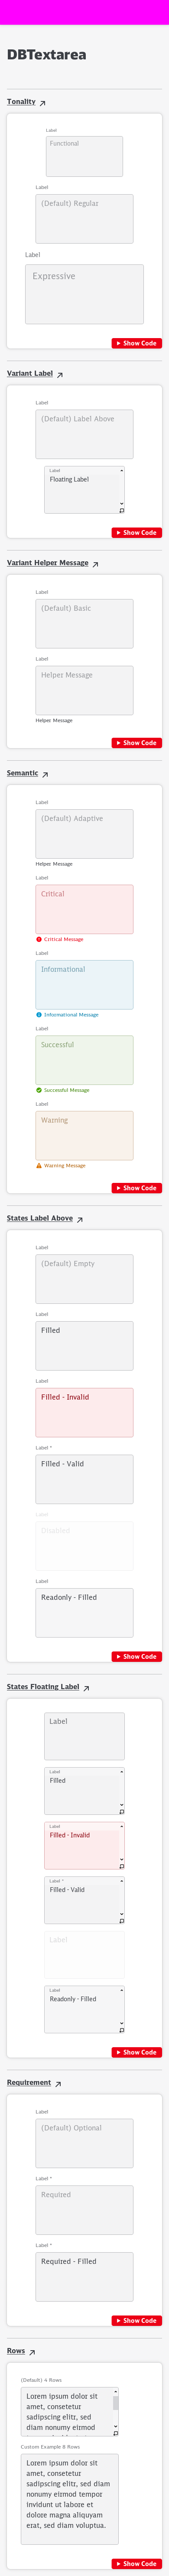 DBTextarea
Tonality
Label
Functional
Label
(Default) Regular
Label
Expressive
Show Code
Variant Label
Label
(Default) Label Above
Label
Floating Label
Show Code
Variant Helper Message
Label
(Default) Basic
Label
Helper Message
Helper Message
Show Code
Semantic
Label
(Default) Adaptive
Helper Message
Label
Critical
Critical Message
Label
Informational
Informational Message
Label
Successful
Successful Message
Label
Warning
Warning Message
Show Code
States Label Above
Label
(Default) Empty
Label
Filled
Label
Filled - Invalid
Label *
Filled - Valid
Label
Disabled
Label
Readonly - Filled
Show Code
States Floating Label
Label
Label
Filled
Label
Filled - Invalid
Label *
Filled - Valid
Label
Label
Readonly - Filled
Show Code
Requirement
Label
(Default) Optional
Label *
Required
Label *
Required - Filled
Show Code
Rows
(Default) 4 Rows
Lorem ipsum dolor sit
amet, consetetur
sadipscing elitr, sed
diam nonumy eirmod
Custom Example 8 Rows
Lorem ipsum dolor sit
amet, consetetur
sadipscing elitr, sed diam
nonumy eirmod tempor
invidunt ut labore et
dolore magna aliquyam
erat, sed diam voluptua.
Show Code